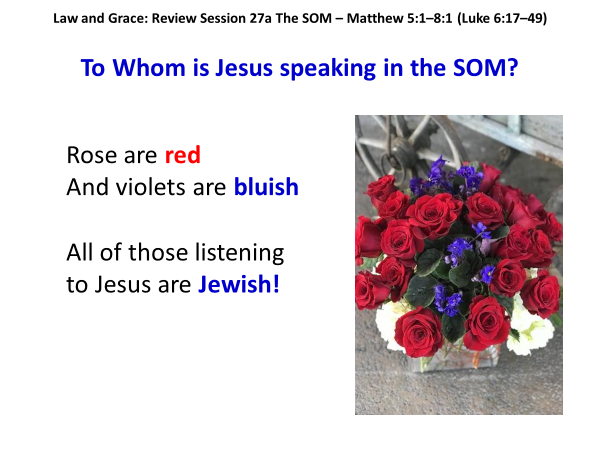 Law and Grace: Review Session 27a The SOM – Matthew 5:1–8:1 (Luke 6:17–49)
To Whom is Jesus speaking in the SOM?
Rose are red
And violets are bluish
All of those listening
to Jesus are Jewish!